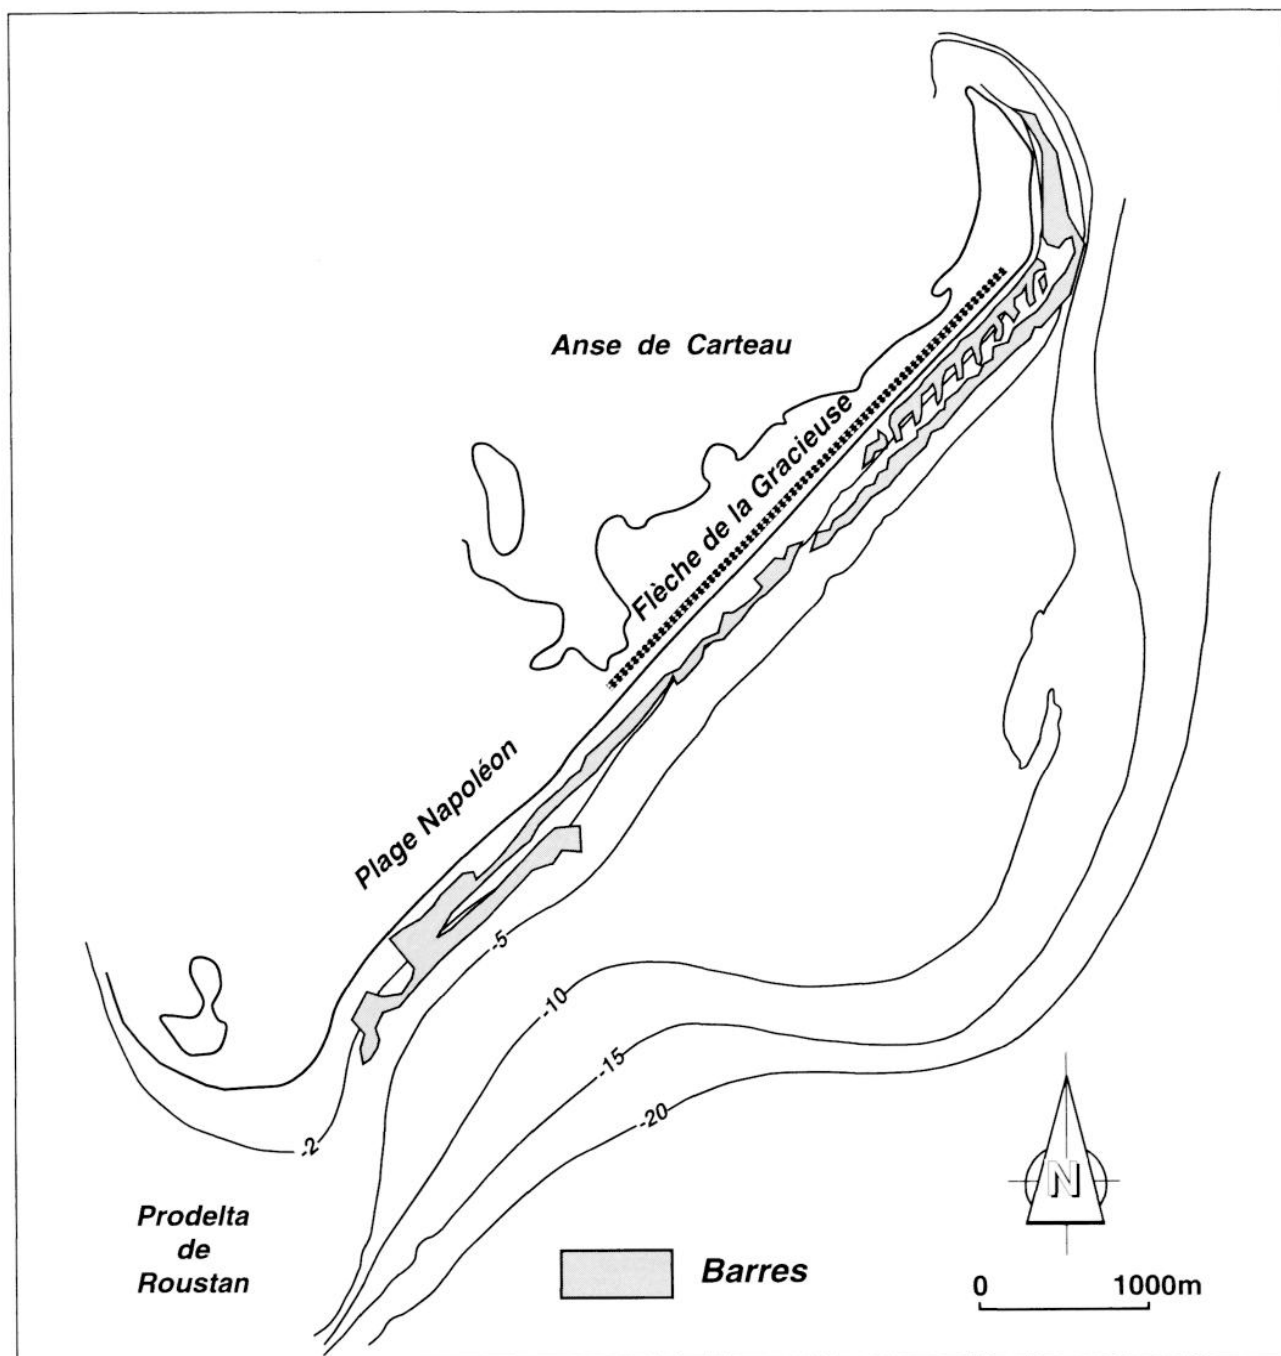 Anse de Carteau
Flèche de la Gracieuse
Plage Napoléon
-5
-10
-15
-20
-2
Prodelta
de
Roustan
Barres
N
0 1000m